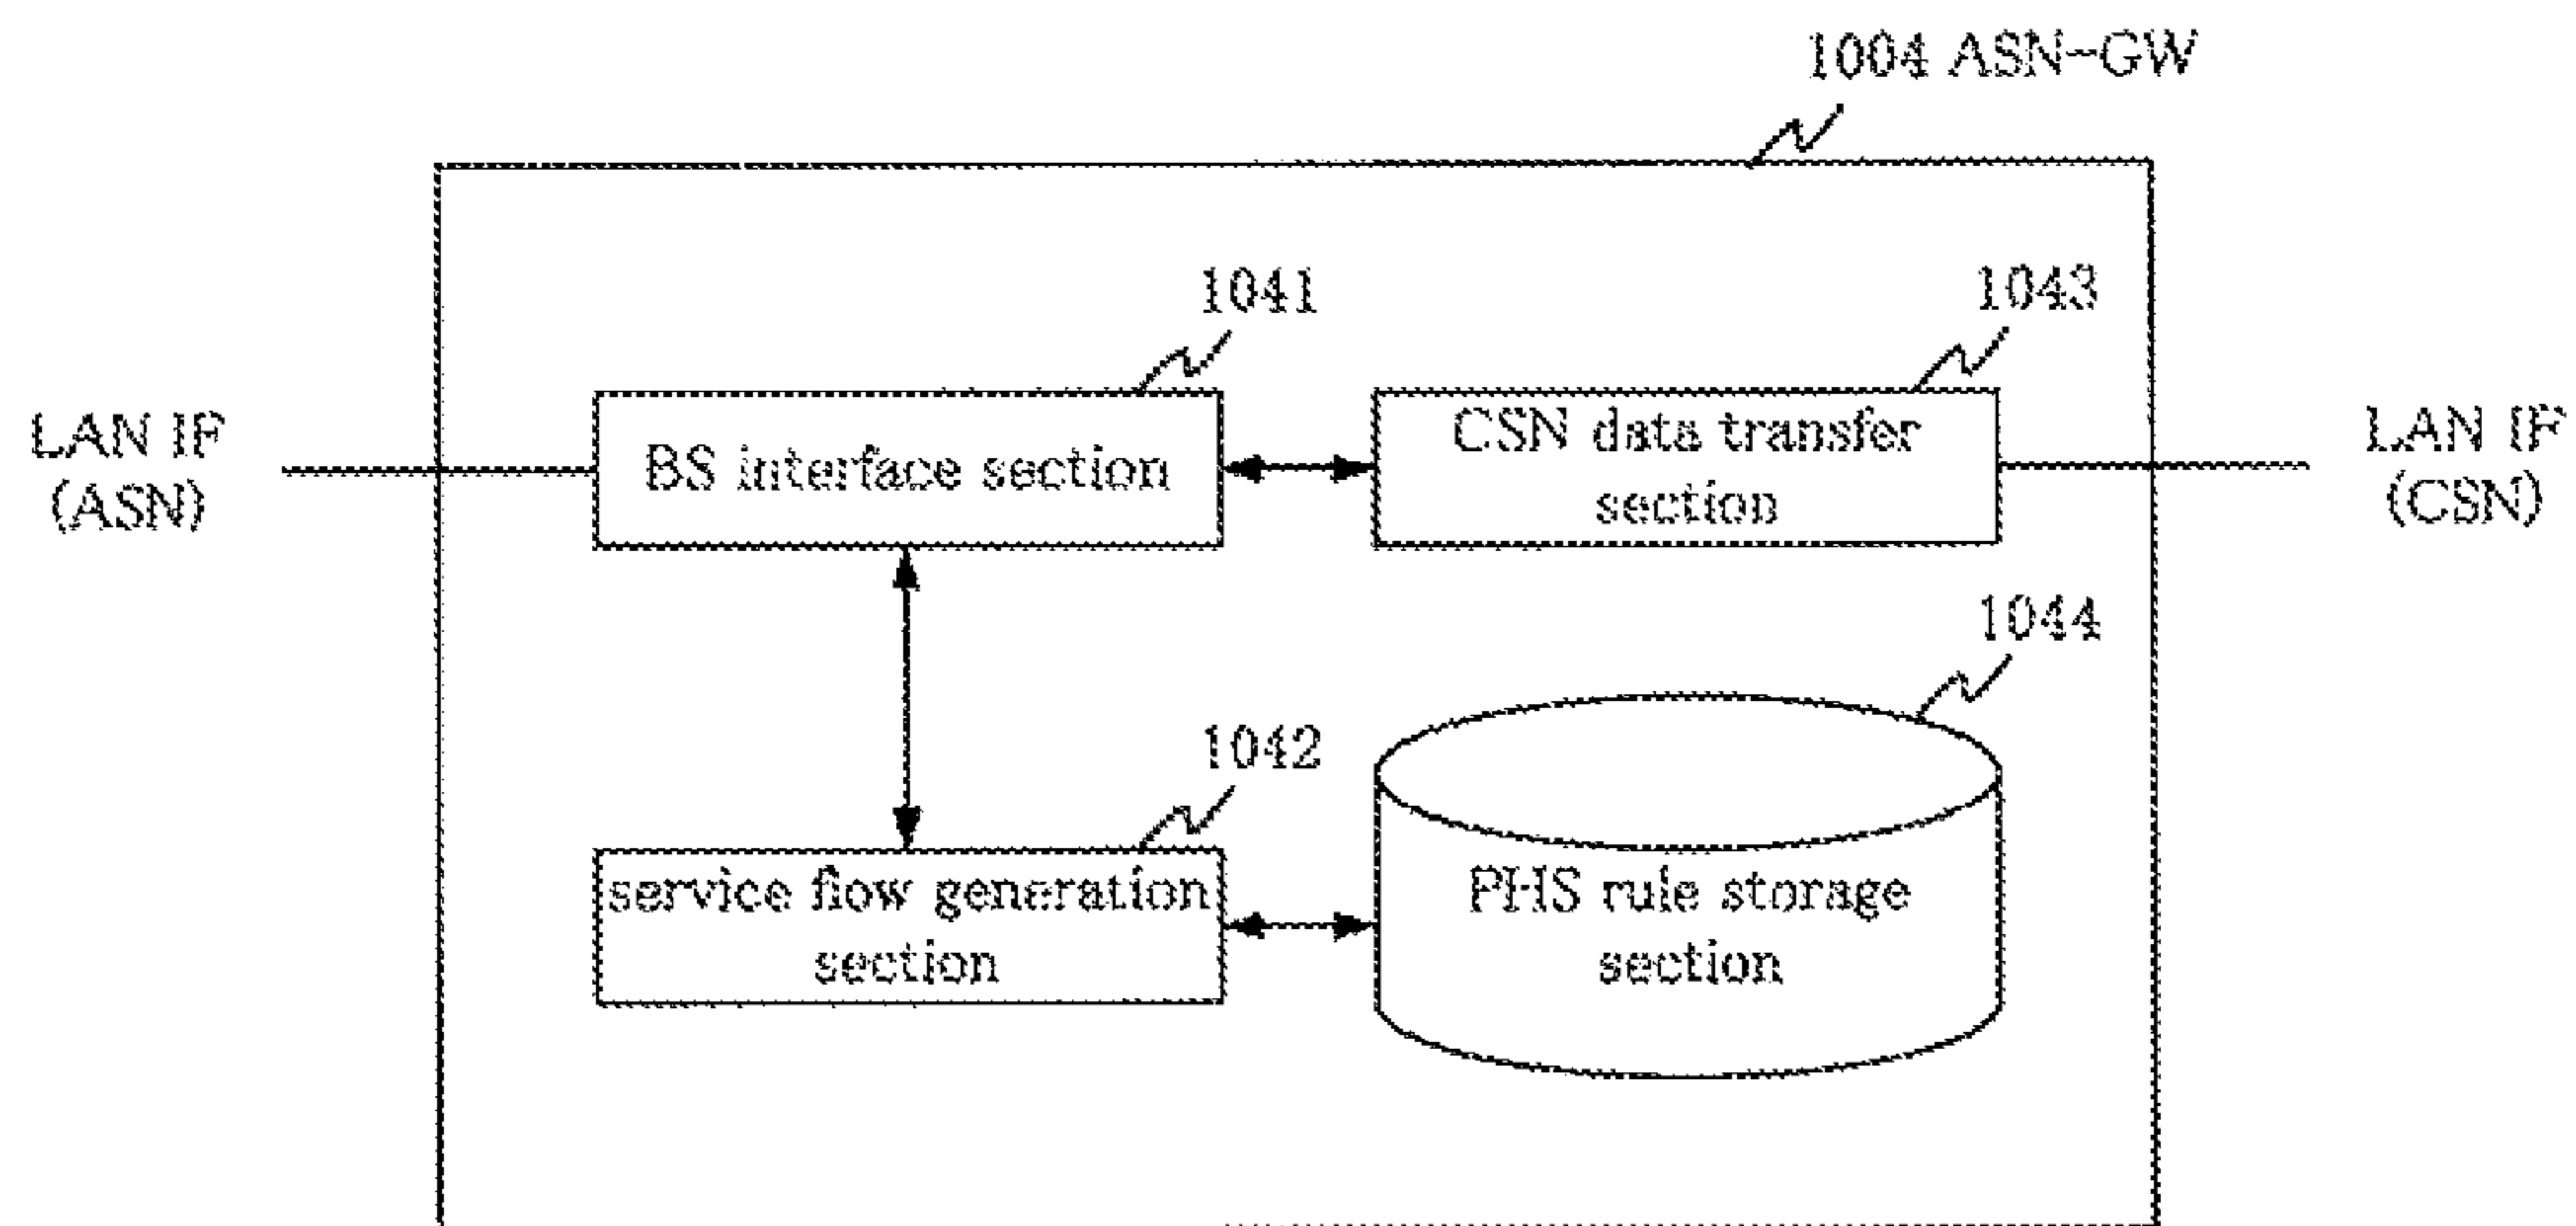 1004 ASN-GW
1041
1043
LAN IF
(ASN)
BS interface section
CSN data transfer
section
LAN IF
(CSN)
1044
1042
service flow generation
section
PHS rule storage
section